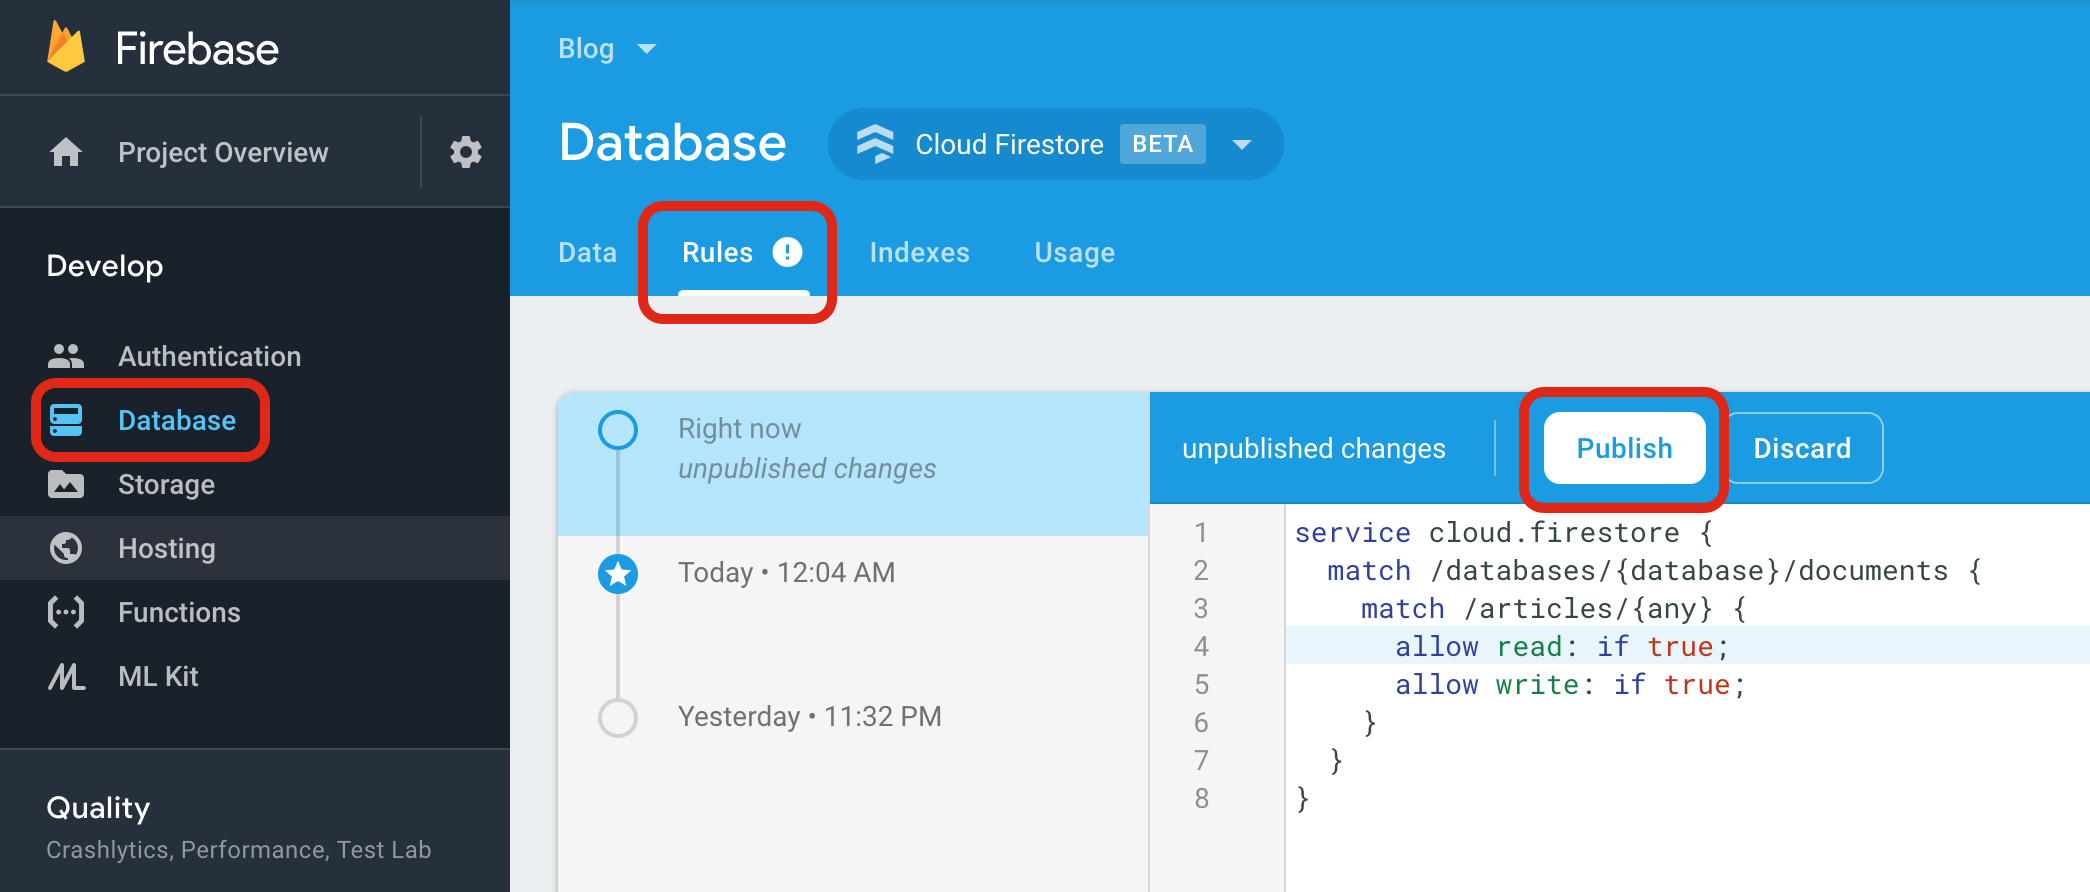 Firebase
Project Overview
Develop
Authentication
Database
Storage
Hosting
Functions
ML Kit
Quality
Crashlytics, Performance, Test Lab
Blog
Database
Cloud Firestore BETA
Data Rules Indexes Usage
Right now
unpublished changes
Today • 12:04 AM
Yesterday • 11:32 PM
unpublished changes Publish Discard
1 service cloud.firestore {
2 match /databases/{database}/documents {
3 match /articles/{any} {
4 allow read: if true;
5 allow write: if true;
6 }
7 }
8 }